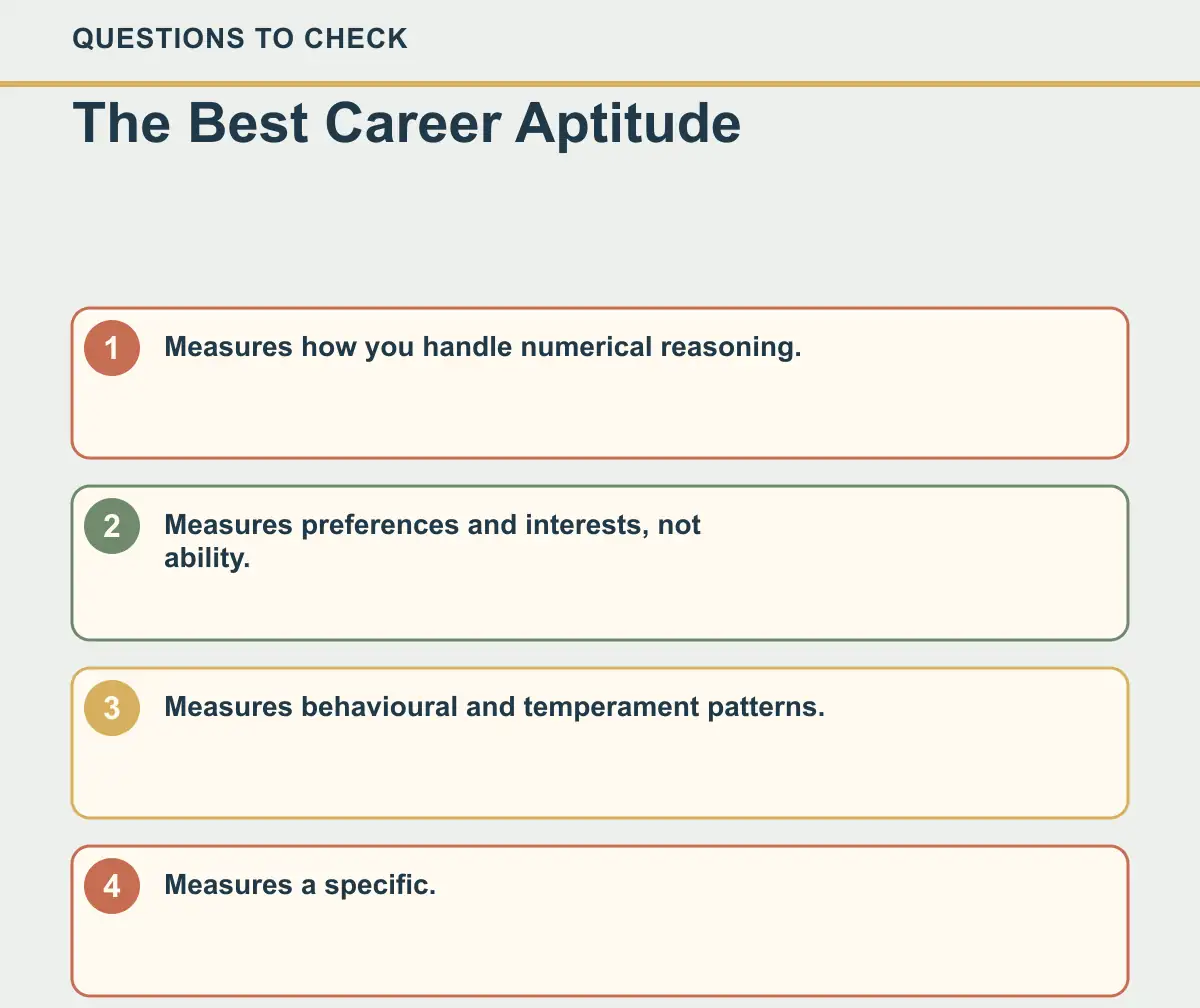 QUESTIONS TO CHECK
The Best Career Aptitude
1
Measures how you handle numerical reasoning.
2
Measures preferences and interests, not
ability.
3
Measures behavioural and temperament patterns.
4
Measures a specific.